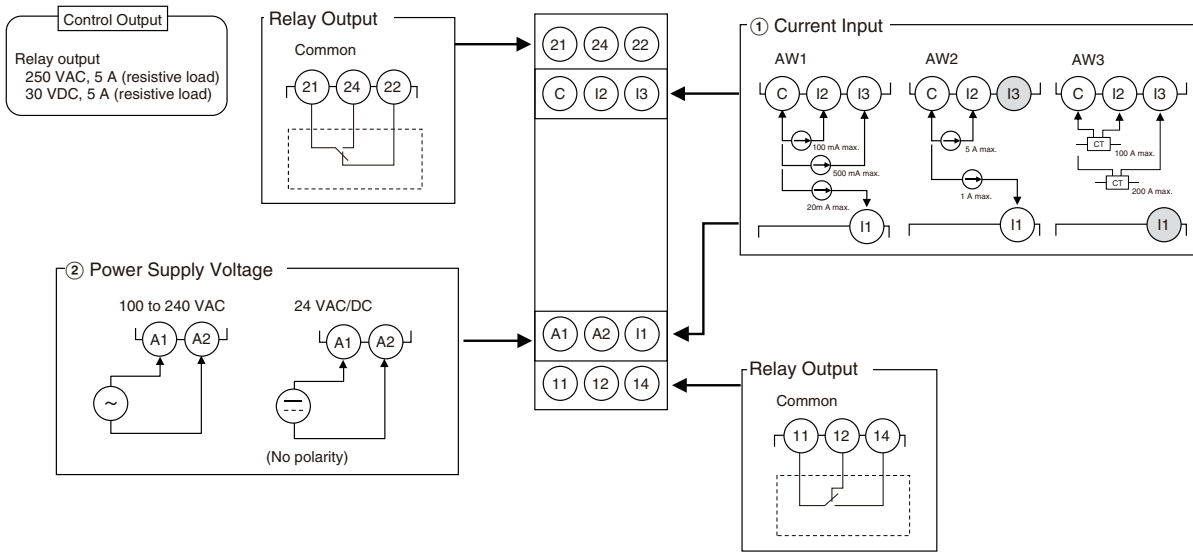 Control Output
Relay output
250 VAC, 5 A (resistive load)
30 VDC, 5 A (resistive load)
Relay Output
Common
21 24 22
21 24 22
C I2 I3
① Current Input
AW1 AW2 AW3
C I2 I3 C I2 I3 C I2 I3
100 mA max.
500 mA max.
20m A max.
I1
5 A max.
1 A max.
I1
CT
100 A max.
CT
200 A max.
I1
② Power Supply Voltage
100 to 240 VAC
A1 A2
~
24 VAC/DC
A1 A2
(No polarity)
A1 A2 I1
11 12 14
Relay Output
Common
11 12 14